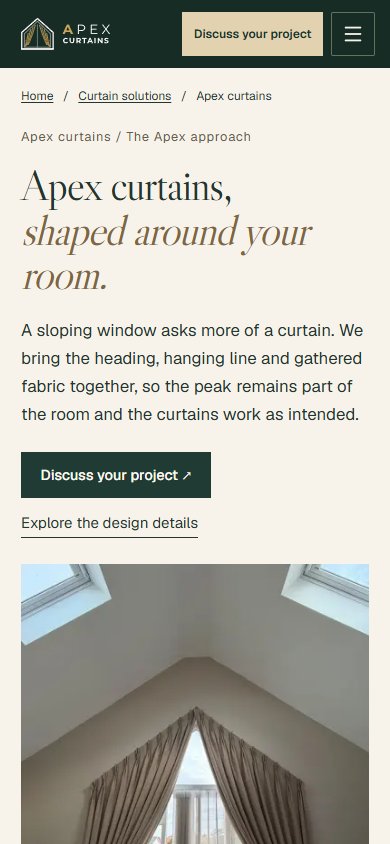 APEX
CURTAINS
Discuss your project
Home / Curtain solutions / Apex curtains
Apex curtains / The Apex approach
Apex curtains,
shaped around your
room.
A sloping window asks more of a curtain. We
bring the heading, hanging line and gathered
fabric together, so the peak remains part of
the room and the curtains work as intended.
Discuss your project ↗
Explore the design details